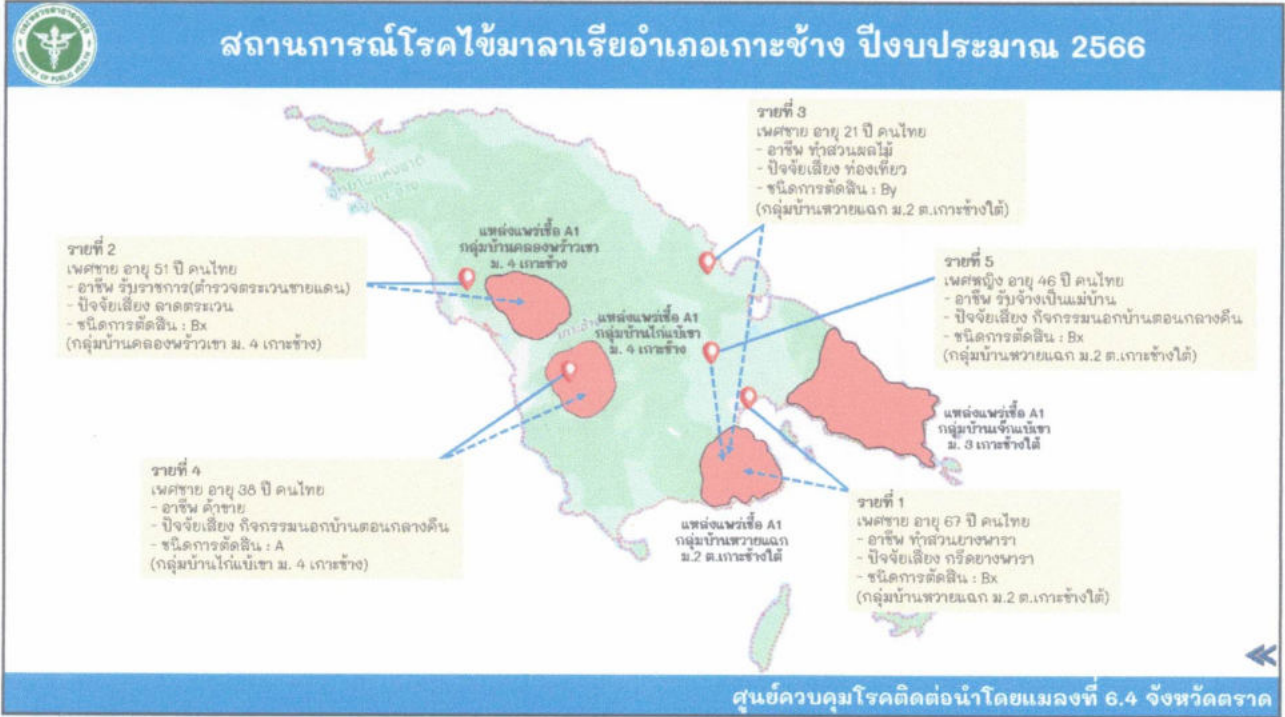 สถานการณ์โรคไข้มาลาเรียอำเภอเกาะช้าง ปีงบประมาณ 2566
รายที่ 3
เพศชาย อายุ 21 ปี คนไทย
- อาชีพ ทำสวนผลไม้
- ปัจจัยเสี่ยง ท่องเที่ยว
- ชนิดการตัดสิน : By
(กลุ่มบ้านหวายแฉก ม.2 ต.เกาะช้างใต้)
แหล่งแพร่เชื้อ A1
กลุ่มบ้านคลองพร้าวเขา
ม. 4 เกาะช้าง
รายที่ 2
เพศชาย อายุ 51 ปี คนไทย
- อาชีพ รับราชการ(ตำรวจตระเวนชายแดน)
- ปัจจัยเสี่ยง ลาดตระเวน
- ชนิดการตัดสิน : Bx
(กลุ่มบ้านคลองพร้าวเขา ม. 4 เกาะช้าง)
รายที่ 5
เพศหญิง อายุ 46 ปี คนไทย
- อาชีพ รับจ้างเป็นแม่บ้าน
- ปัจจัยเสี่ยง กิจกรรมนอกบ้านตอนกลางคืน
- ชนิดการตัดสิน : Bx
(กลุ่มบ้านหวายแฉก ม.2 ต.เกาะช้างใต้)
แหล่งแพร่เชื้อ A1
กลุ่มบ้านไก่แบ้เขา
ม. 4 เกาะช้าง
แหล่งแพร่เชื้อ A1
กลุ่มบ้านเจ๊กแบ้เขา
ม. 3 เกาะช้างใต้
รายที่ 4
เพศชาย อายุ 38 ปี คนไทย
- อาชีพ ค้าขาย
- ปัจจัยเสี่ยง กิจกรรมนอกบ้านตอนกลางคืน
- ชนิดการตัดสิน : A
(กลุ่มบ้านไก่แบ้เขา ม. 4 เกาะช้าง)
แหล่งแพร่เชื้อ A1
กลุ่มบ้านหวายแฉก
ม.2 ต.เกาะช้างใต้
รายที่ 1
เพศชาย อายุ 67 ปี คนไทย
- อาชีพ ทำสวนยางพารา
- ปัจจัยเสี่ยง กรีดยางพารา
- ชนิดการตัดสิน : Bx
(กลุ่มบ้านหวายแฉก ม.2 ต.เกาะช้างใต้)
ศูนย์ควบคุมโรคติดต่อนำโดยแมลงที่ 6.4 จังหวัดตราด